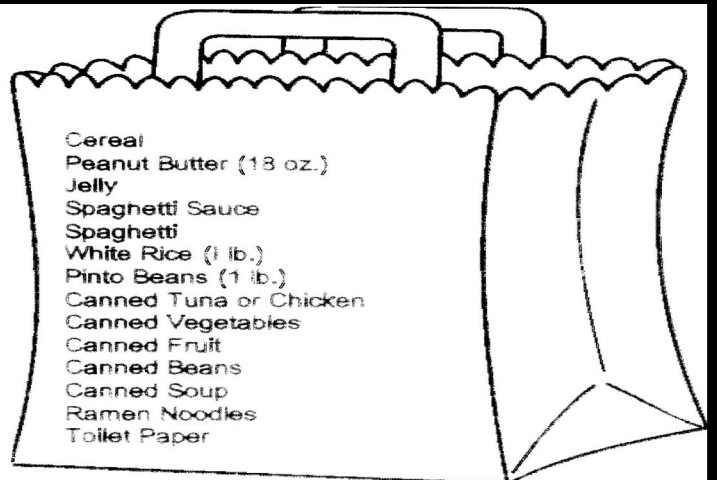 Cereal
Peanut Butter (18 oz.)
Jelly
Spaghetti Sauce
Spaghetti
White Rice (1 lb.)
Pinto Beans (1 lb.)
Canned Tuna or Chicken
Canned Vegetables
Canned Fruit
Canned Beans
Canned Soup
Ramen Noodles
Toilet Paper